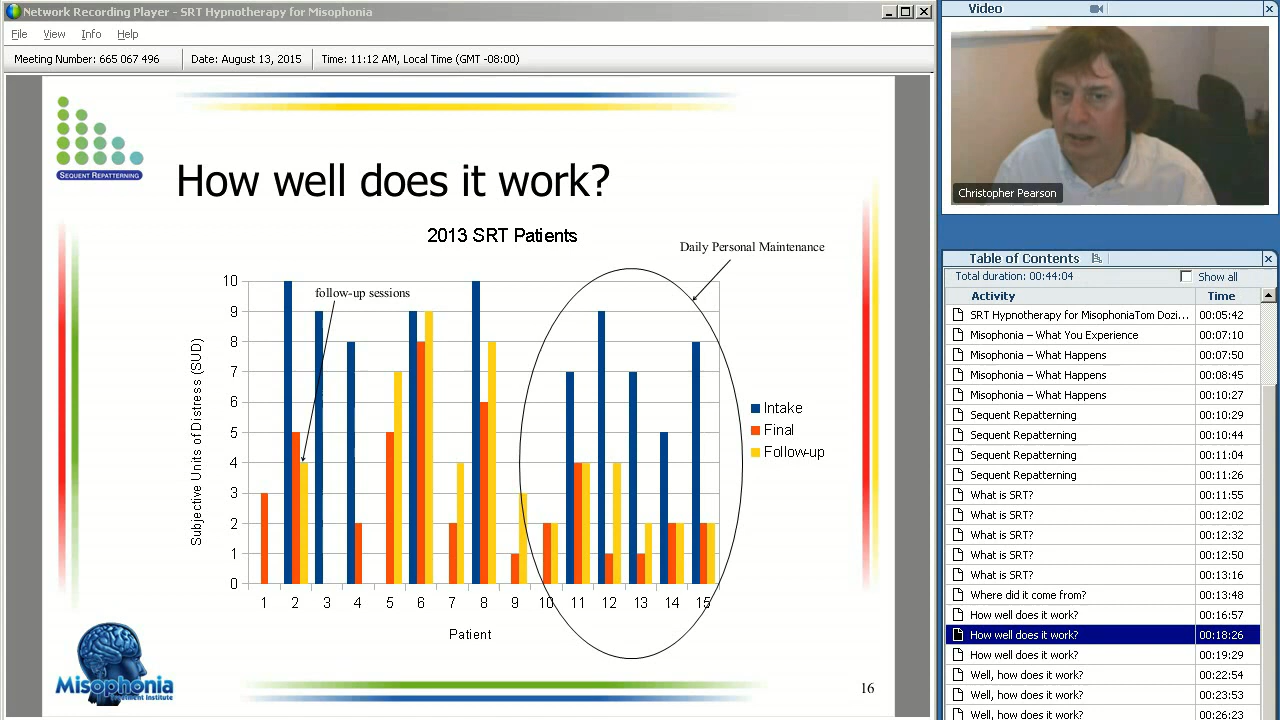 Network Recording Player - SRT Hypnotherapy for Misophonia
File View Info Help
Meeting Number: 665 067 496 Date: August 13, 2015 Time: 11:12 AM, Local Time (GMT -08:00)
SEQUENT REPATTERNING
How well does it work?
2013 SRT Patients
Daily Personal Maintenance
follow-up sessions
Subjective Units of Distress (SUD)
10
9
8
7
6
5
4
3
2
1
0
1 2 3 4 5 6 7 8 9 10 11 12 13 14 15
Patient
Intake
Final
Follow-up
Misophonia
Treatment Institute
16
Video
Christopher Pearson
Table of Contents
Total duration: 00:44:04 Show all
Activity Time
SRT Hypnotherapy for MisophoniaTom Dozi... 00:05:42
Misophonia – What You Experience 00:07:10
Misophonia – What Happens 00:07:50
Misophonia – What Happens 00:08:45
Misophonia – What Happens 00:10:27
Sequent Repatterning 00:10:29
Sequent Repatterning 00:10:44
Sequent Repatterning 00:11:04
Sequent Repatterning 00:11:26
What is SRT? 00:11:55
What is SRT? 00:12:02
What is SRT? 00:12:32
What is SRT? 00:12:50
What is SRT? 00:13:16
Where did it come from? 00:13:48
How well does it work? 00:16:57
How well does it work? 00:18:26
How well does it work? 00:19:29
Well, how does it work? 00:22:54
Well, how does it work? 00:23:53
Well, how does it work? 00:26:23